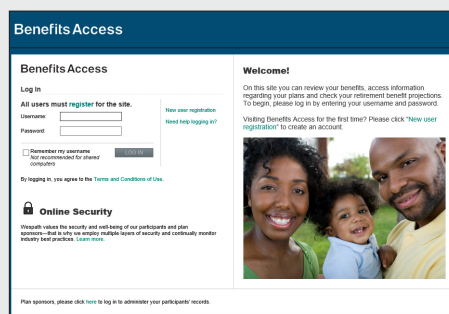 Benefits Access
Benefits Access
Log In
All users must register for the site.
Username:
Password:
Remember my username
Not recommended for shared
computers
LOG IN
New user registration
Need help logging in?
By logging in, you agree to the Terms and Conditions of Use.
Online Security
Wespath values the security and well-being of our participants and plan
sponsors—that is why we employ multiple layers of security and continually monitor
industry best practices. Learn more.
Welcome!
On this site you can review your benefits, access information
regarding your plans and check your retirement benefit projections.
To begin, please log in by entering your username and password.
Visiting Benefits Access for the first time? Please click "New user
registration" to create an account.
Plan sponsors, please click here to log in to administer your participants' records.